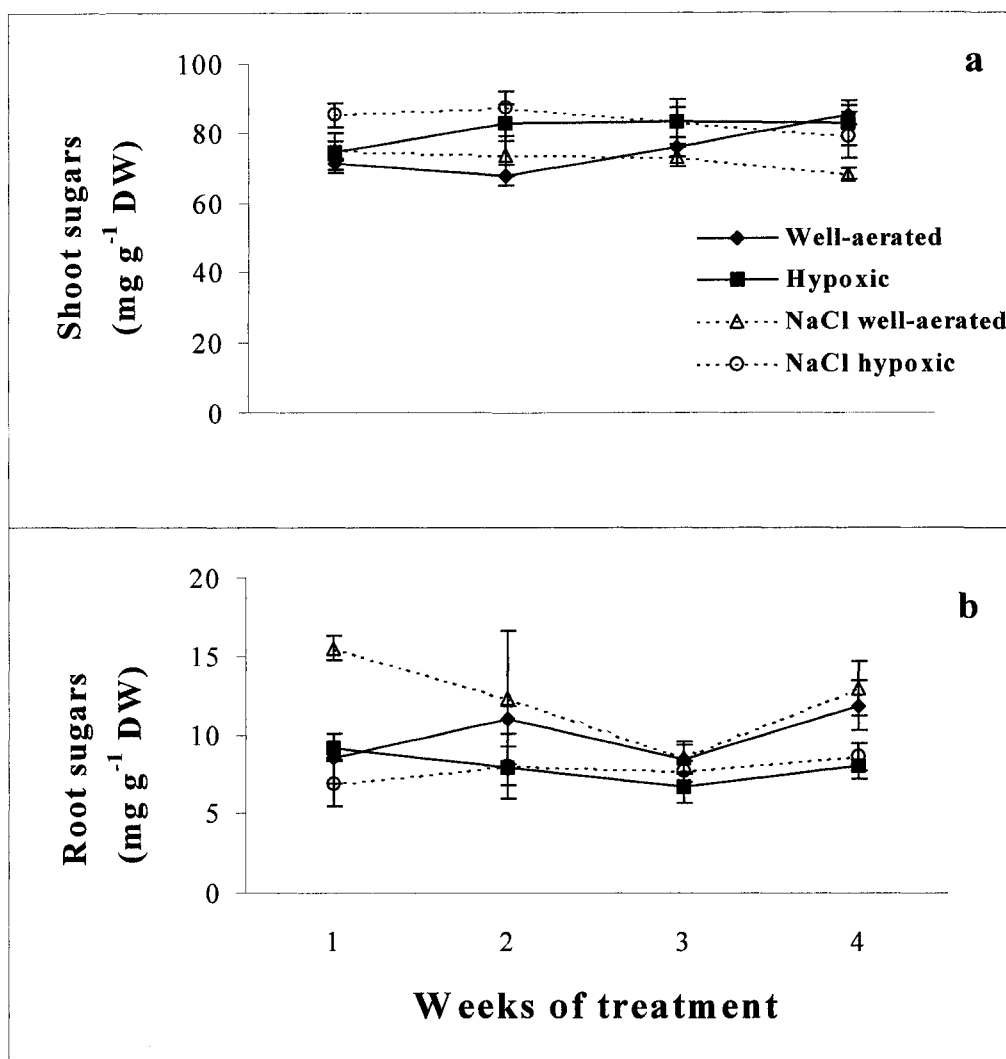 a
100
80
60
40
20
0
Shoot sugars
(mg g⁻¹ DW)
Well-aerated
Hypoxic
NaCl well-aerated
NaCl hypoxic
b
20
15
10
5
0
Root sugars
(mg g⁻¹ DW)
1 2 3 4
Weeks of treatment